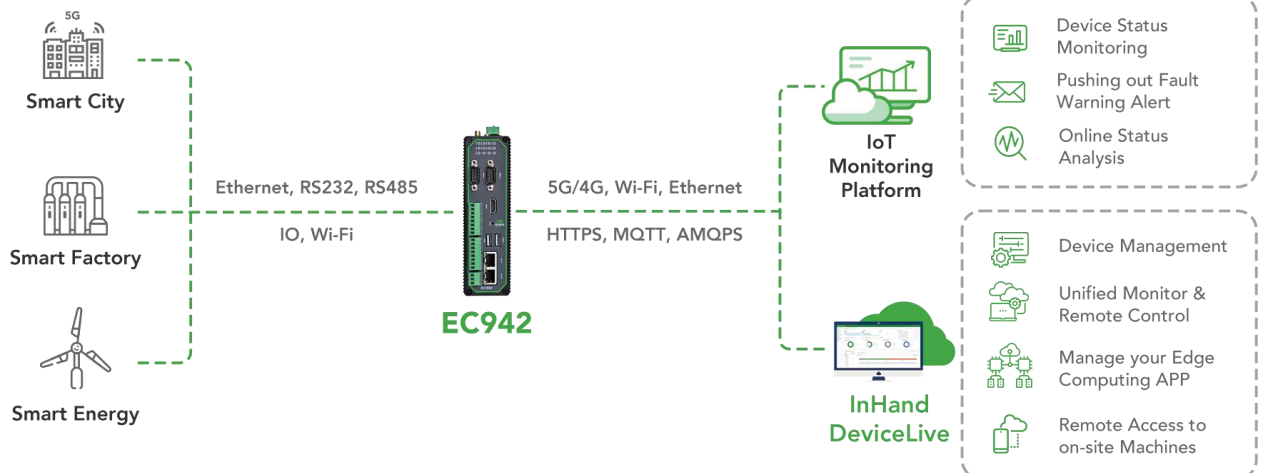 5G
Smart City
Smart Factory
Smart Energy
Ethernet, RS232, RS485
IO, Wi-Fi
EC942
5G/4G, Wi-Fi, Ethernet
HTTPS, MQTT, AMQPS
IoT
Monitoring
Platform
InHand
DeviceLive
Device Status
Monitoring
Pushing out Fault
Warning Alert
Online Status
Analysis
Device Management
Unified Monitor &
Remote Control
Manage your Edge
Computing APP
Remote Access to
on-site Machines